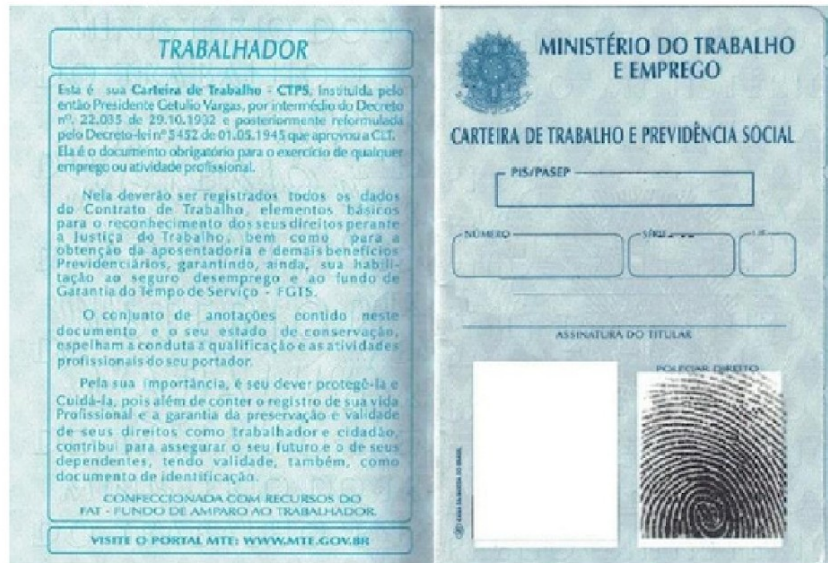 TRABALHADOR
Esta é sua Carteira de Trabalho - CTPS, Instituída pelo
então Presidente Getulio Vargas, por intermédio do Decreto
nº. 22.035 de 29.10.1932 e posteriormente reformulada
pelo Decreto-lei nº 5452 de 01.05.1945 que aprovou a CLT.
Ela é o documento obrigatório para o exercício de qualquer
emprego ou atividade profissional.
Nela deverão ser registrados todos os dados
do Contrato de Trabalho, elementos básicos
para o reconhecimento dos seus direitos perante
a Justiça do Trabalho, bem como para a
obtenção da aposentadoria e demais benefícios
Previdenciários, garantindo, ainda, sua habili-
tação ao seguro desemprego e ao fundo de
Garantia do Tempo de Serviço - FGTS.
O conjunto de anotações contido neste
documento e o seu estado de conservação,
espelham a conduta a qualificação e as atividades
profissionais do seu portador.
Pela sua importância, é seu dever protegê-la e
Cuidá-la, pois além de conter o registro de sua vida
Profissional e a garantia da preservação e validade
de seus direitos como trabalhador e cidadão,
contribui para assegurar o seu futuro e o de seus
dependentes, tendo validade, também, como
documento de identificação.
CONFECCIONADA COM RECURSOS DO
FAT - FUNDO DE AMPARO AO TRABALHADOR.
VISITE O PORTAL MTE: WWW.MTE.GOV.BR
MINISTÉRIO DO TRABALHO
E EMPREGO
CARTEIRA DE TRABALHO E PREVIDÊNCIA SOCIAL
PIS/PASEP
NÚMERO SÉRIE UF
ASSINATURA DO TITULAR
POLEGAR DIREITO